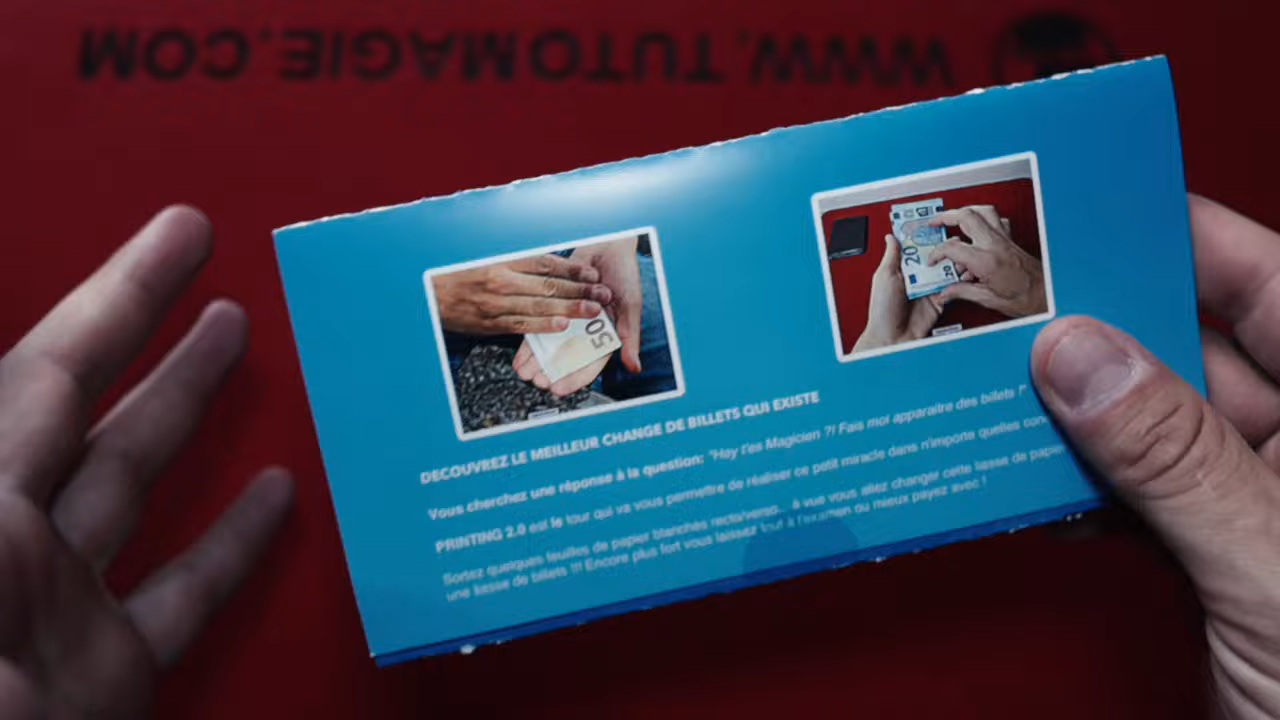 WWW.TUTOMAGIE.COM
50
20
20
DECOUVREZ LE MEILLEUR CHANGE DE BILLETS QUI EXISTE
Vous cherchez une réponse à la question: "Hey t'es Magicien ?! Fais moi apparaitre des billets !"
PRINTING 2.0 est le tour qui va vous permettre de réaliser ce petit miracle dans n'importe quelles
Sortez quelques feuilles de papier blanches recto/verso... à vue vous allez changer cette liasse de papier
une liasse de billets !!! Encore plus fort vous laissez tout à l'examen ou mieux payez avec !